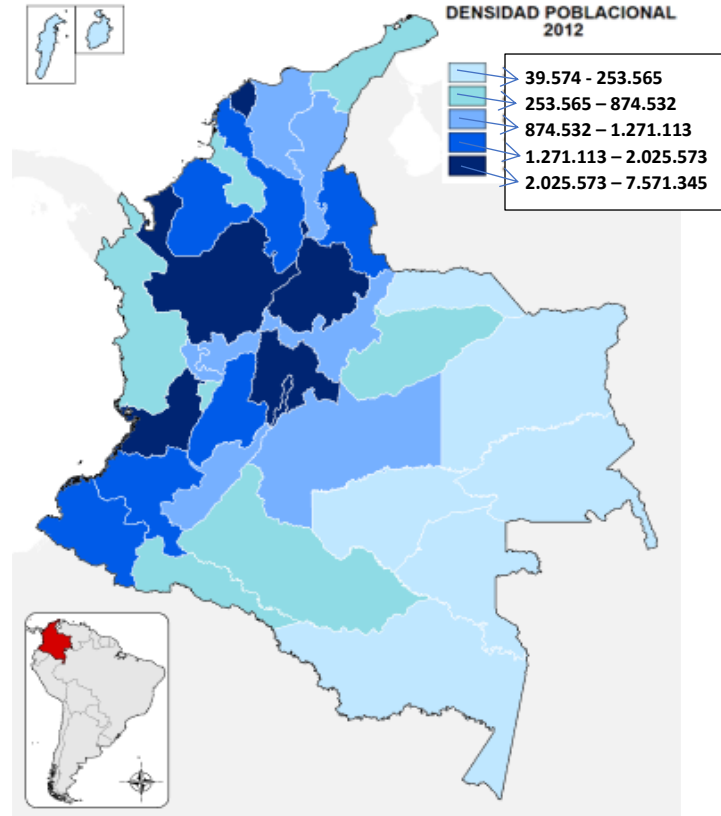 DENSIDAD POBLACIONAL
2012
39.574 - 253.565
253.565 – 874.532
874.532 – 1.271.113
1.271.113 – 2.025.573
2.025.573 – 7.571.345